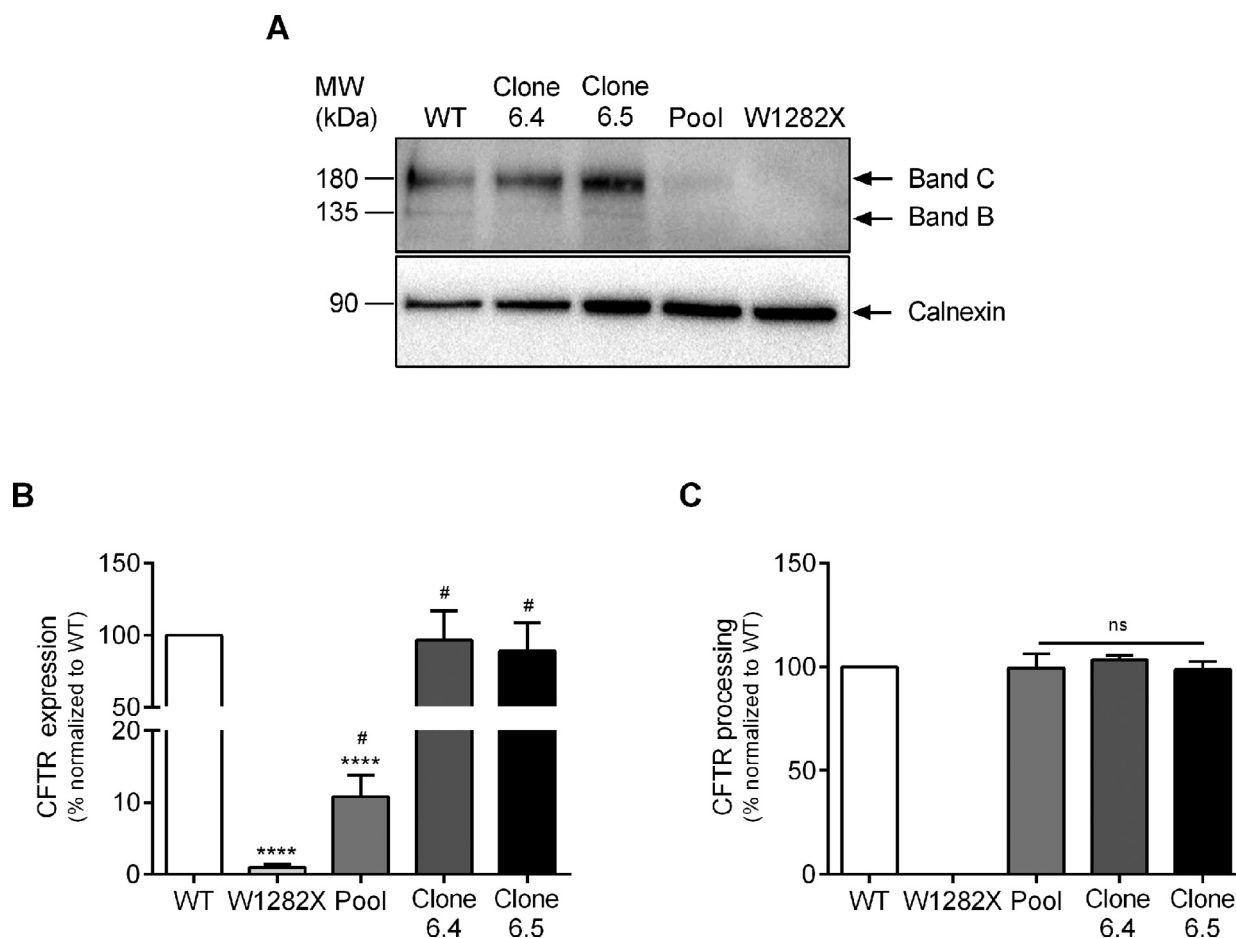 A
MW
(kDa)
WT
Clone
6.4
Clone
6.5
Pool
W1282X
180
135
Band C
Band B
90
Calnexin
B
CFTR expression
(% normalized to WT)
150
100
50
20
10
0
****
#
****
#
#
WT
W1282X
Pool
Clone
6.4
Clone
6.5
C
CFTR processing
(% normalized to WT)
150
100
50
0
ns
WT
W1282X
Pool
Clone
6.4
Clone
6.5